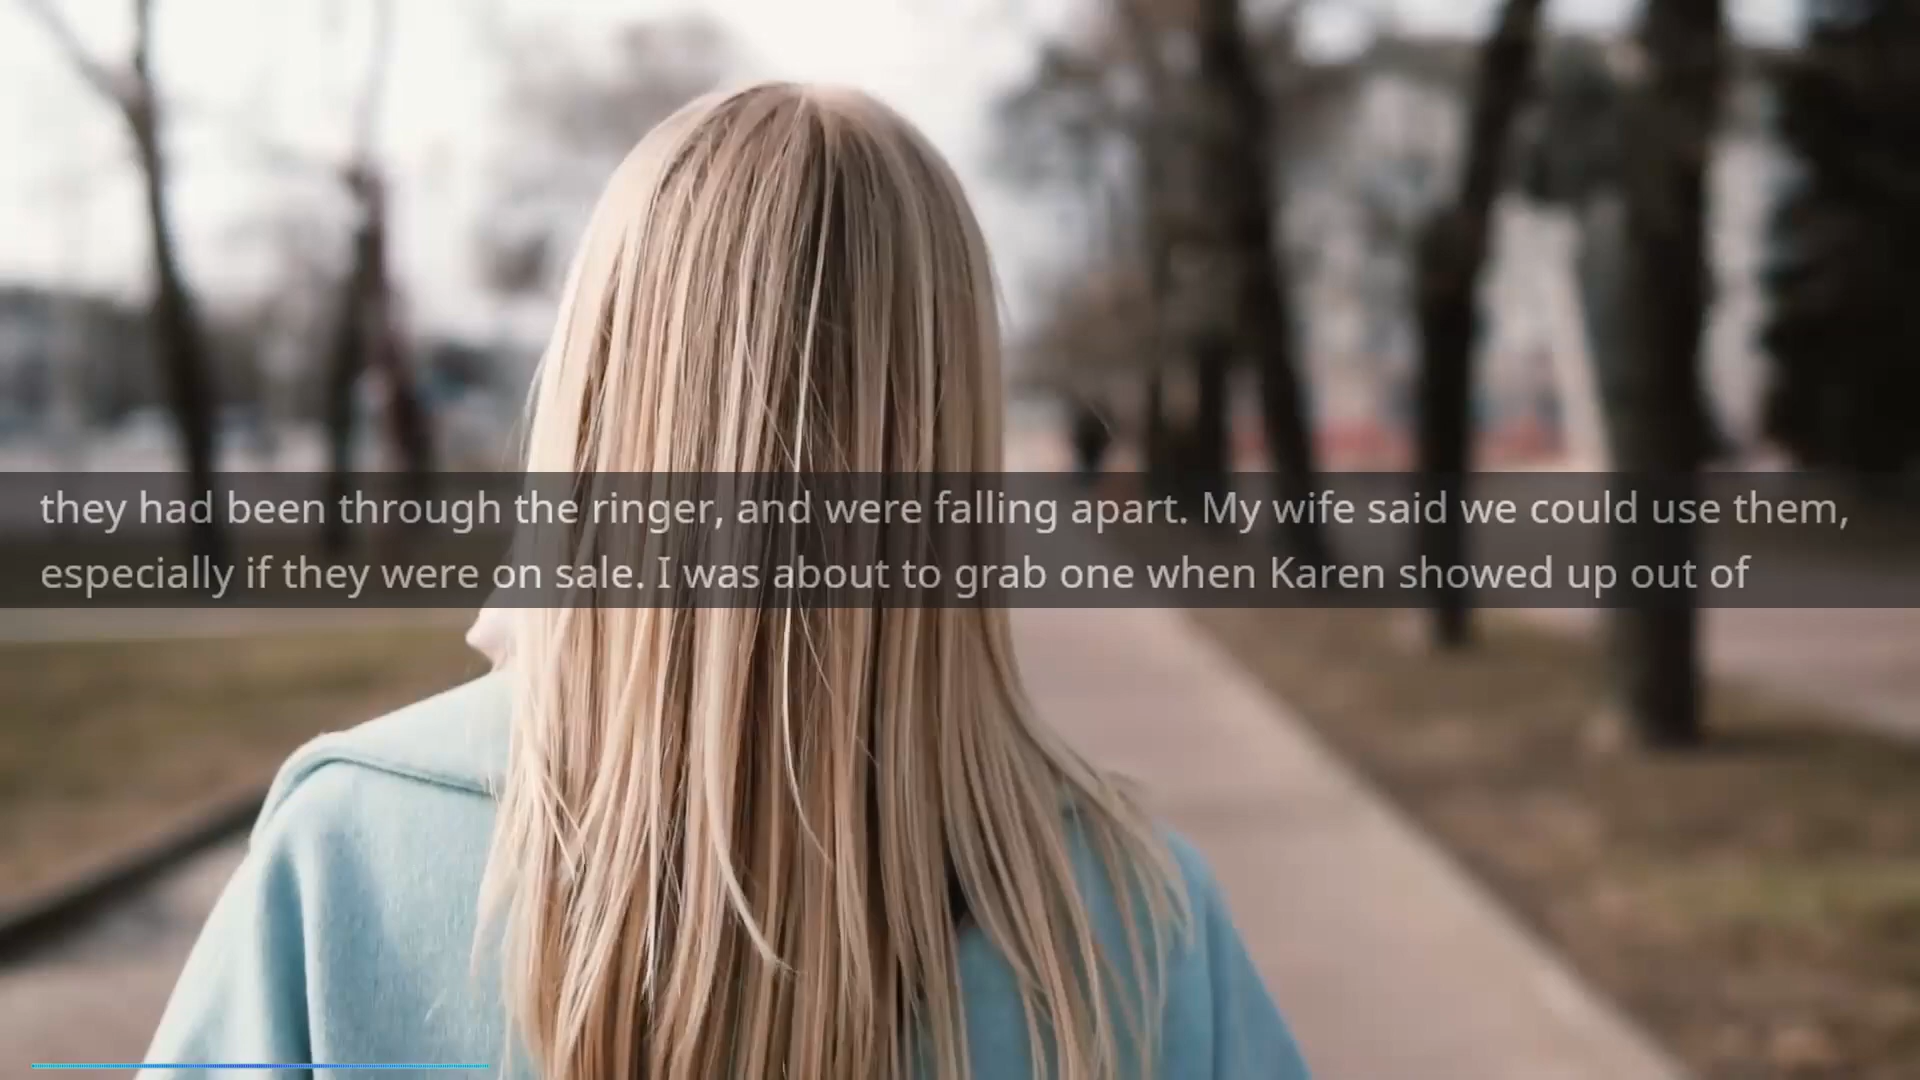 they had been through the ringer, and were falling apart. My wife said we could use them,
especially if they were on sale. I was about to grab one when Karen showed up out of